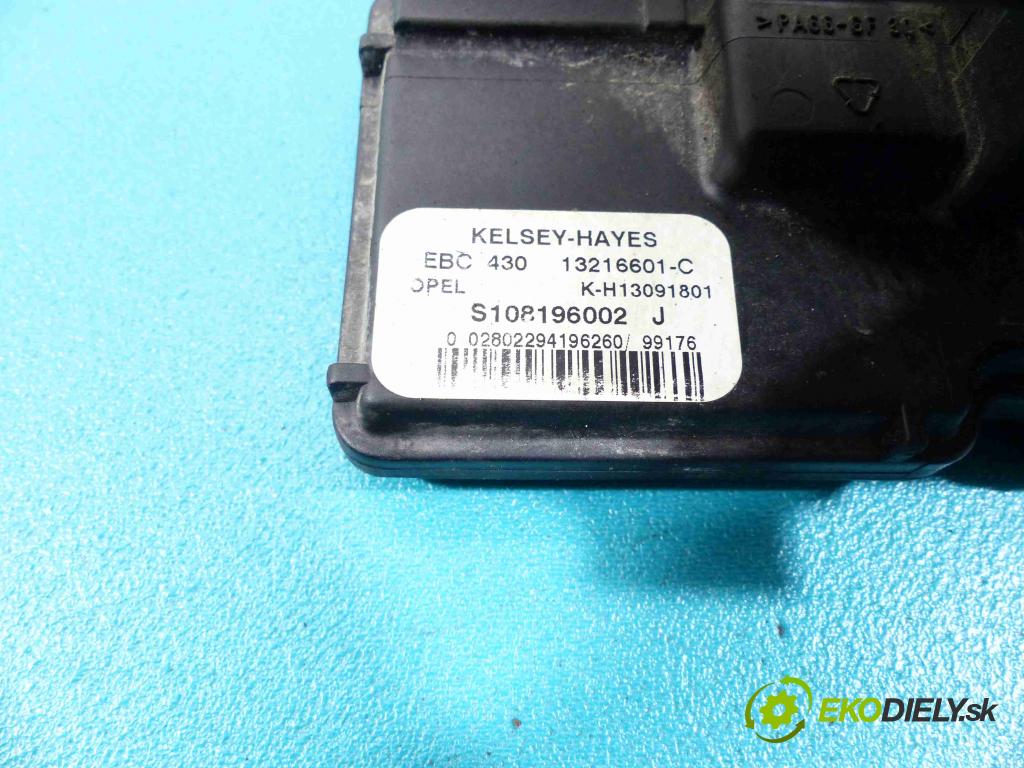 >PA66-GF 30<
KELSEY-HAYES
EBC 430 13216601-C
OPEL K-H13091801
S108196002 J
0 02802294196260/ 99176
EKODIELY.sk